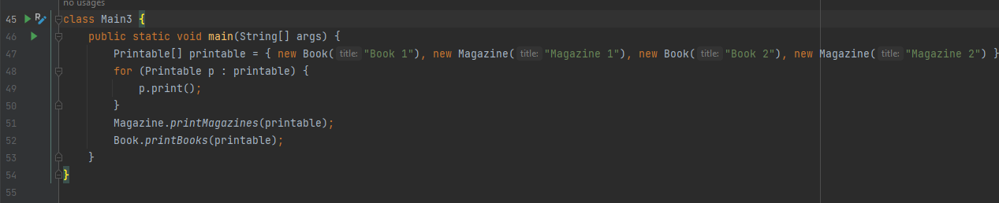 no usages
45 class Main3 {
46 public static void main(String[] args) {
47 Printable[] printable = { new Book( title: "Book 1"), new Magazine( title: "Magazine 1"), new Book( title: "Book 2"), new Magazine( title: "Magazine 2") }
48 for (Printable p : printable) {
49 p.print();
50 }
51 Magazine.printMagazines(printable);
52 Book.printBooks(printable);
53 }
54 }
55